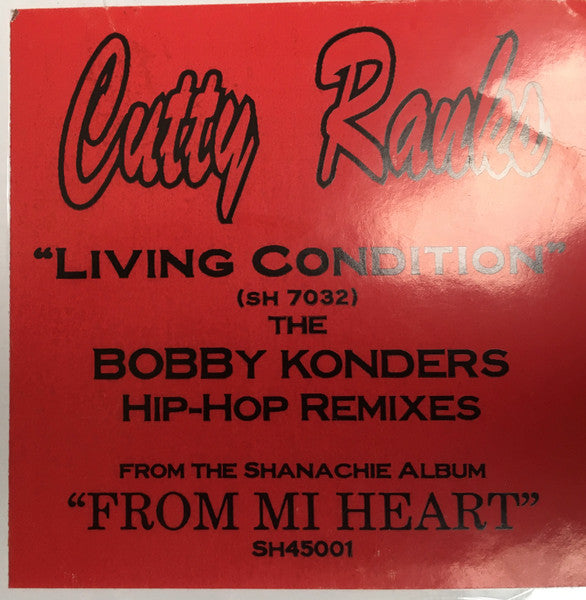 Cutty Ranks
"LIVING CONDITION"
(SH 7032)
THE
BOBBY KONDERS
HIP-HOP REMIXES
FROM THE SHANACHIE ALBUM
"FROM MI HEART"
SH45001